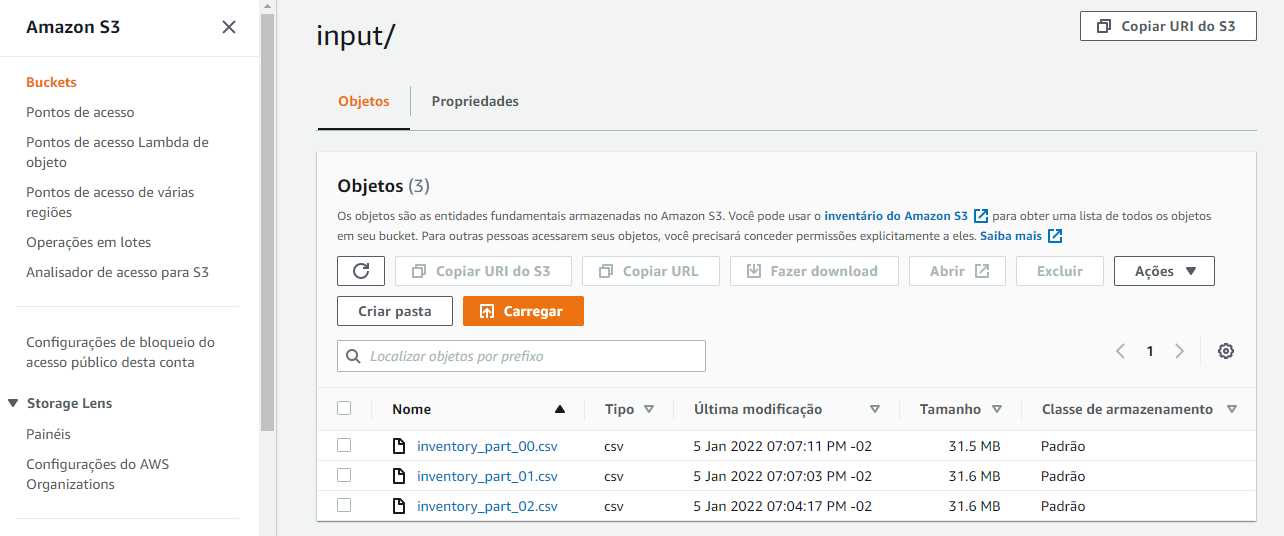 Amazon S3
Buckets
Pontos de acesso
Pontos de acesso Lambda de
objeto
Pontos de acesso de várias
regiões
Operações em lotes
Analisador de acesso para S3
Configurações de bloqueio do
acesso público desta conta
Storage Lens
Painéis
Configurações do AWS
Organizations
input/
Copiar URI do S3
Objetos
Propriedades
Objetos (3)
Os objetos são as entidades fundamentais armazenadas no Amazon S3. Você pode usar o inventário do Amazon S3 para obter uma lista de todos os objetos
em seu bucket. Para outras pessoas acessarem seus objetos, você precisará conceder permissões explicitamente a eles. Saiba mais
Copiar URI do S3 Copiar URL Fazer download Abrir Excluir Ações
Criar pasta Carregar
Localizar objetos por prefixo
1
Nome Tipo Última modificação Tamanho Classe de armazenamento
inventory_part_00.csv csv 5 Jan 2022 07:07:11 PM -02 31.5 MB Padrão
inventory_part_01.csv csv 5 Jan 2022 07:07:03 PM -02 31.6 MB Padrão
inventory_part_02.csv csv 5 Jan 2022 07:04:17 PM -02 31.6 MB Padrão